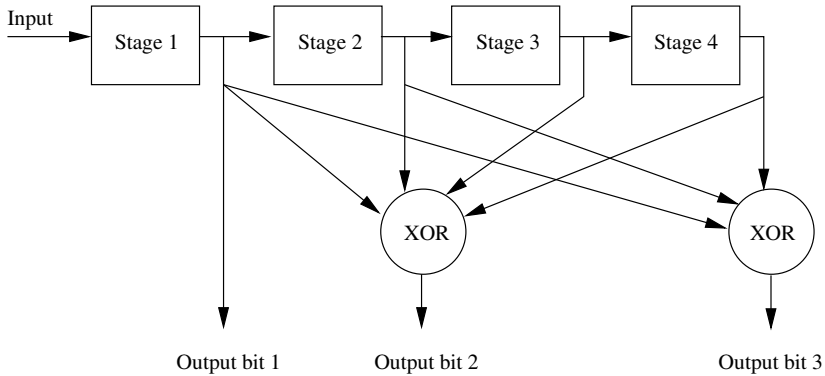 Input
Stage 1
Stage 2
Stage 3
Stage 4
XOR
XOR
Output bit 1
Output bit 2
Output bit 3